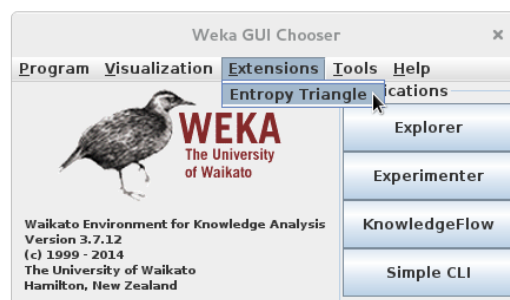 Weka GUI Chooser
Program Visualization Extensions Tools Help
Entropy Triangle
ications
WEKA
The University
of Waikato
Explorer
Experimenter
KnowledgeFlow
Simple CLI
Waikato Environment for Knowledge Analysis
Version 3.7.12
(c) 1999 - 2014
The University of Waikato
Hamilton, New Zealand